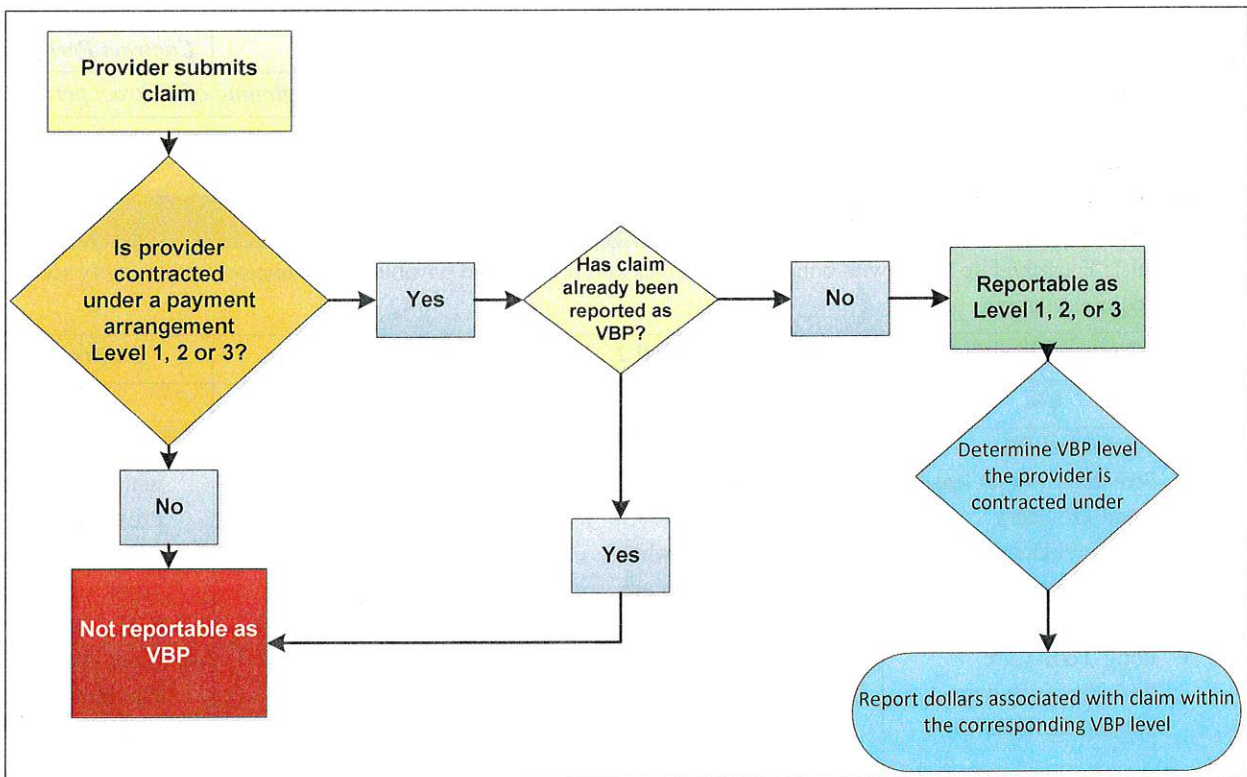 Provider submits
claim
Is provider
contracted
under a payment
arrangement
Level 1, 2 or 3?
Yes
Has claim
already been
reported as
VBP?
No
Reportable as
Level 1, 2, or 3
Determine VBP level
the provider is
contracted under
No
Yes
Not reportable as
VBP
Report dollars associated with claim within
the corresponding VBP level